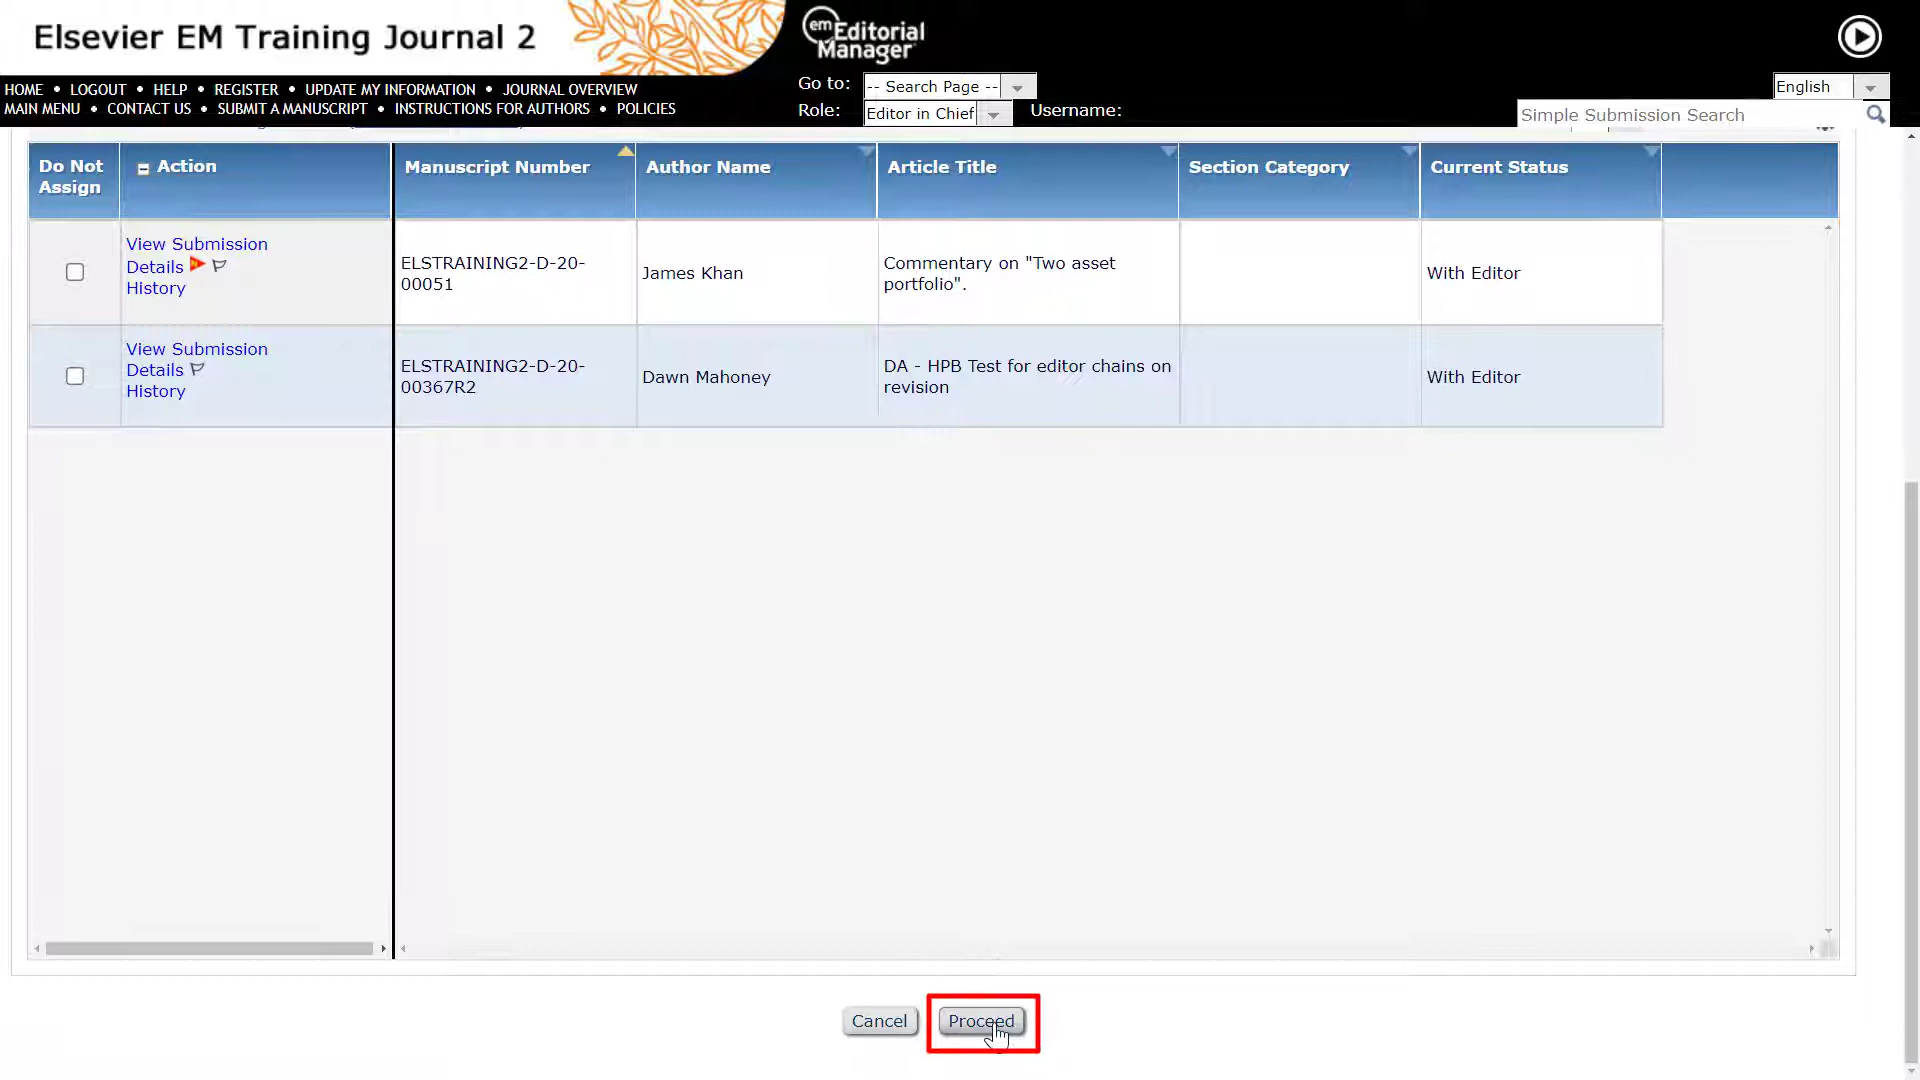 Elsevier EM Training Journal 2
em Editorial
Manager
HOME • LOGOUT • HELP • REGISTER • UPDATE MY INFORMATION • JOURNAL OVERVIEW
MAIN MENU • CONTACT US • SUBMIT A MANUSCRIPT • INSTRUCTIONS FOR AUTHORS • POLICIES
Go to: -- Search Page --
Role: Editor in Chief Username:
English
Simple Submission Search
Do Not
Assign
Action
Manuscript Number
Author Name
Article Title
Section Category
Current Status
View Submission
Details
History
ELSTRAINING2-D-20-
00051
James Khan
Commentary on "Two asset
portfolio".
With Editor
View Submission
Details
History
ELSTRAINING2-D-20-
00367R2
Dawn Mahoney
DA - HPB Test for editor chains on
revision
With Editor
Cancel
Proceed